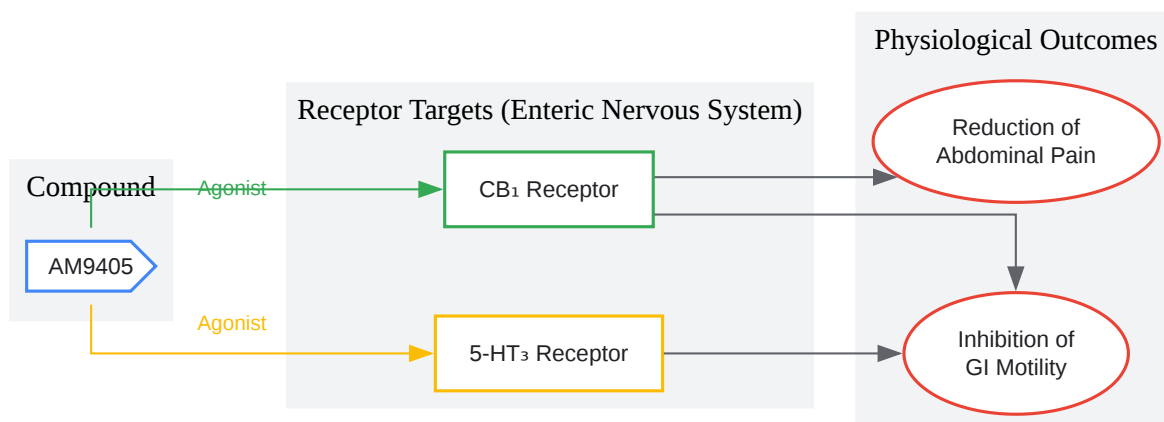 Physiological Outcomes
Receptor Targets (Enteric Nervous System)
Reduction of
Abdominal Pain
Compound
Agonist
CB₁ Receptor
AM9405
Agonist
5-HT₃ Receptor
Inhibition of
GI Motility